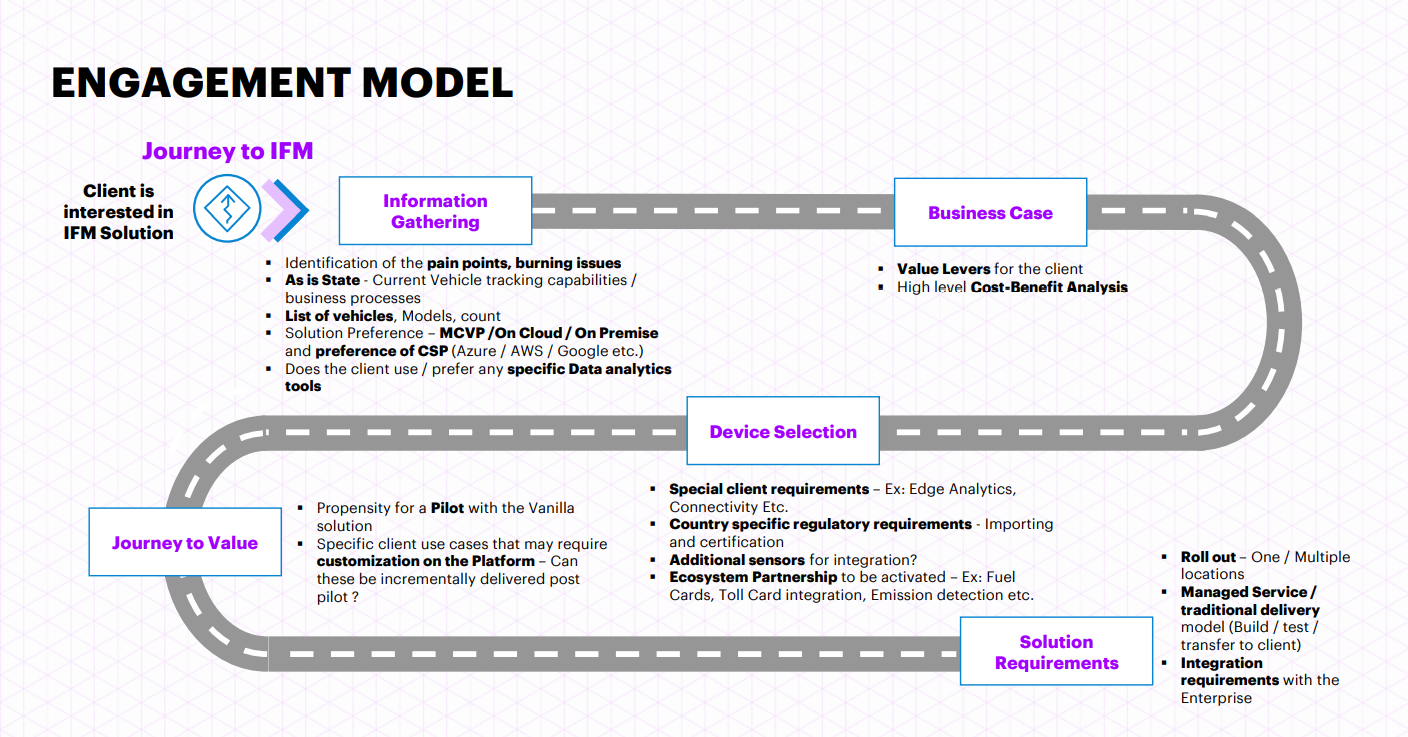 ENGAGEMENT MODEL
Journey to IFM
Client is
interested in
IFM Solution
Information
Gathering
▪ Identification of the pain points, burning issues
▪ As is State - Current Vehicle tracking capabilities /
business processes
▪ List of vehicles, Models, count
▪ Solution Preference – MCVP /On Cloud / On Premise
and preference of CSP (Azure / AWS / Google etc.)
▪ Does the client use / prefer any specific Data analytics
tools
Business Case
▪ Value Levers for the client
▪ High level Cost-Benefit Analysis
Device Selection
▪ Special client requirements – Ex: Edge Analytics,
Connectivity Etc.
▪ Country specific regulatory requirements - Importing
and certification
▪ Additional sensors for integration?
▪ Ecosystem Partnership to be activated – Ex: Fuel
Cards, Toll Card integration, Emission detection etc.
Journey to Value
▪ Propensity for a Pilot with the Vanilla
solution
▪ Specific client use cases that may require
customization on the Platform – Can
these be incrementally delivered post
pilot ?
Solution
Requirements
▪ Roll out – One / Multiple
locations
▪ Managed Service /
traditional delivery
model (Build / test /
transfer to client)
▪ Integration
requirements with the
Enterprise